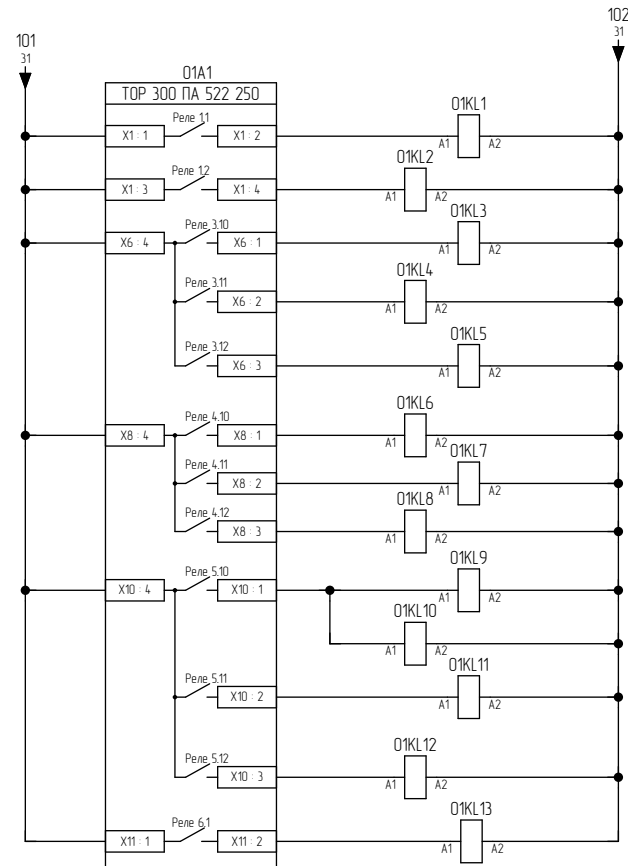 102
31
101
31
01A1
ТОР 300 ПА 522 250
01KL1
Реле 1.1
X1 : 1
X1 : 2
A1
A2
01KL2
Реле 1.2
X1 : 3
X1 : 4
A1
A2
01KL3
Реле 3.10
X6 : 4
X6 : 1
A1
A2
01KL4
Реле 3.11
X6 : 2
A1
A2
01KL5
Реле 3.12
X6 : 3
A1
A2
01KL6
Реле 4.10
X8 : 4
X8 : 1
A1
A2
01KL7
Реле 4.11
X8 : 2
A1
A2
01KL8
Реле 4.12
X8 : 3
A1
A2
01KL9
Реле 5.10
X10 : 4
X10 : 1
A1
A2
01KL10
A1
A2
01KL11
Реле 5.11
X10 : 2
A1
A2
01KL12
Реле 5.12
X10 : 3
A1
A2
01KL13
Реле 6.1
X11 : 1
X11 : 2
A1
A2